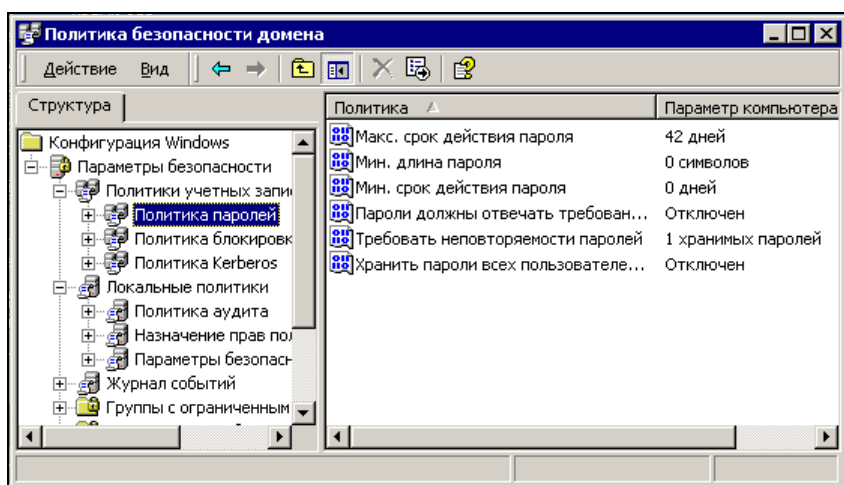 Политика безопасности домена
Действие Вид
Структура
Политика Параметр компьютера
Конфигурация Windows
Параметры безопасности
Политики учетных запи
Политика паролей
Политика блокировк
Политика Kerberos
Локальные политики
Политика аудита
Назначение прав пол
Параметры безопасн
Журнал событий
Группы с ограниченным
Макс. срок действия пароля 42 дней
Мин. длина пароля 0 символов
Мин. срок действия пароля 0 дней
Пароли должны отвечать требован... Отключен
Требовать неповторяемости паролей 1 хранимых паролей
Хранить пароли всех пользователе... Отключен